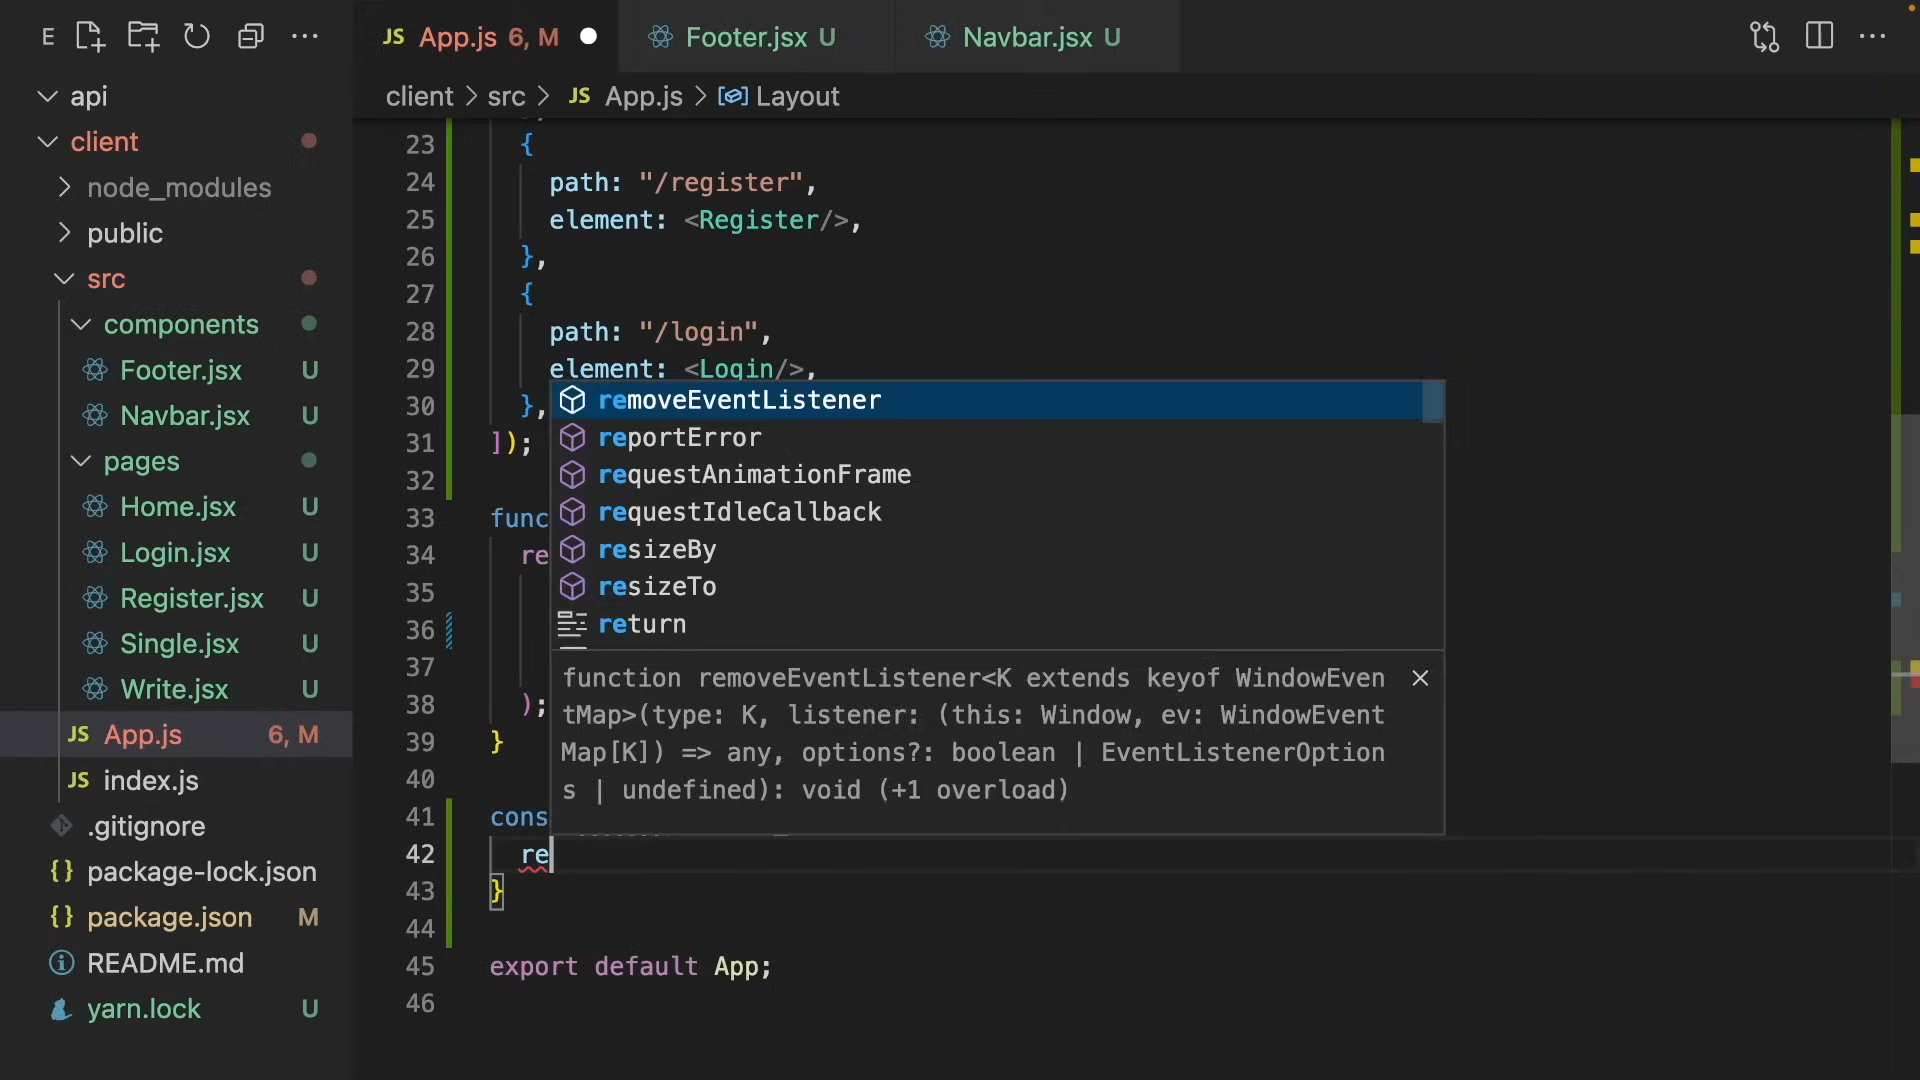 E
JS App.js 6, M
Footer.jsx U
Navbar.jsx U
client > src > JS App.js > Layout
api
client
node_modules
public
src
components
Footer.jsx U
Navbar.jsx U
pages
Home.jsx U
Login.jsx U
Register.jsx U
Single.jsx U
Write.jsx U
JS App.js 6, M
JS index.js
.gitignore
{} package-lock.json
{} package.json M
README.md
yarn.lock U
23 {
24 path: "/register",
25 element: <Register/>,
26 },
27 {
28 path: "/login",
29 element: <Login/>,
30 },
31 ]);
32
33 func
34 re
35
36
37
38 );
39 }
40
41 cons
42 re
43 }
44
45 export default App;
46
removeEventListener
reportError
requestAnimationFrame
requestIdleCallback
resizeBy
resizeTo
return
function removeEventListener<K extends keyof WindowEven
tMap>(type: K, listener: (this: Window, ev: WindowEvent
Map[K]) => any, options?: boolean | EventListenerOption
s | undefined): void (+1 overload)